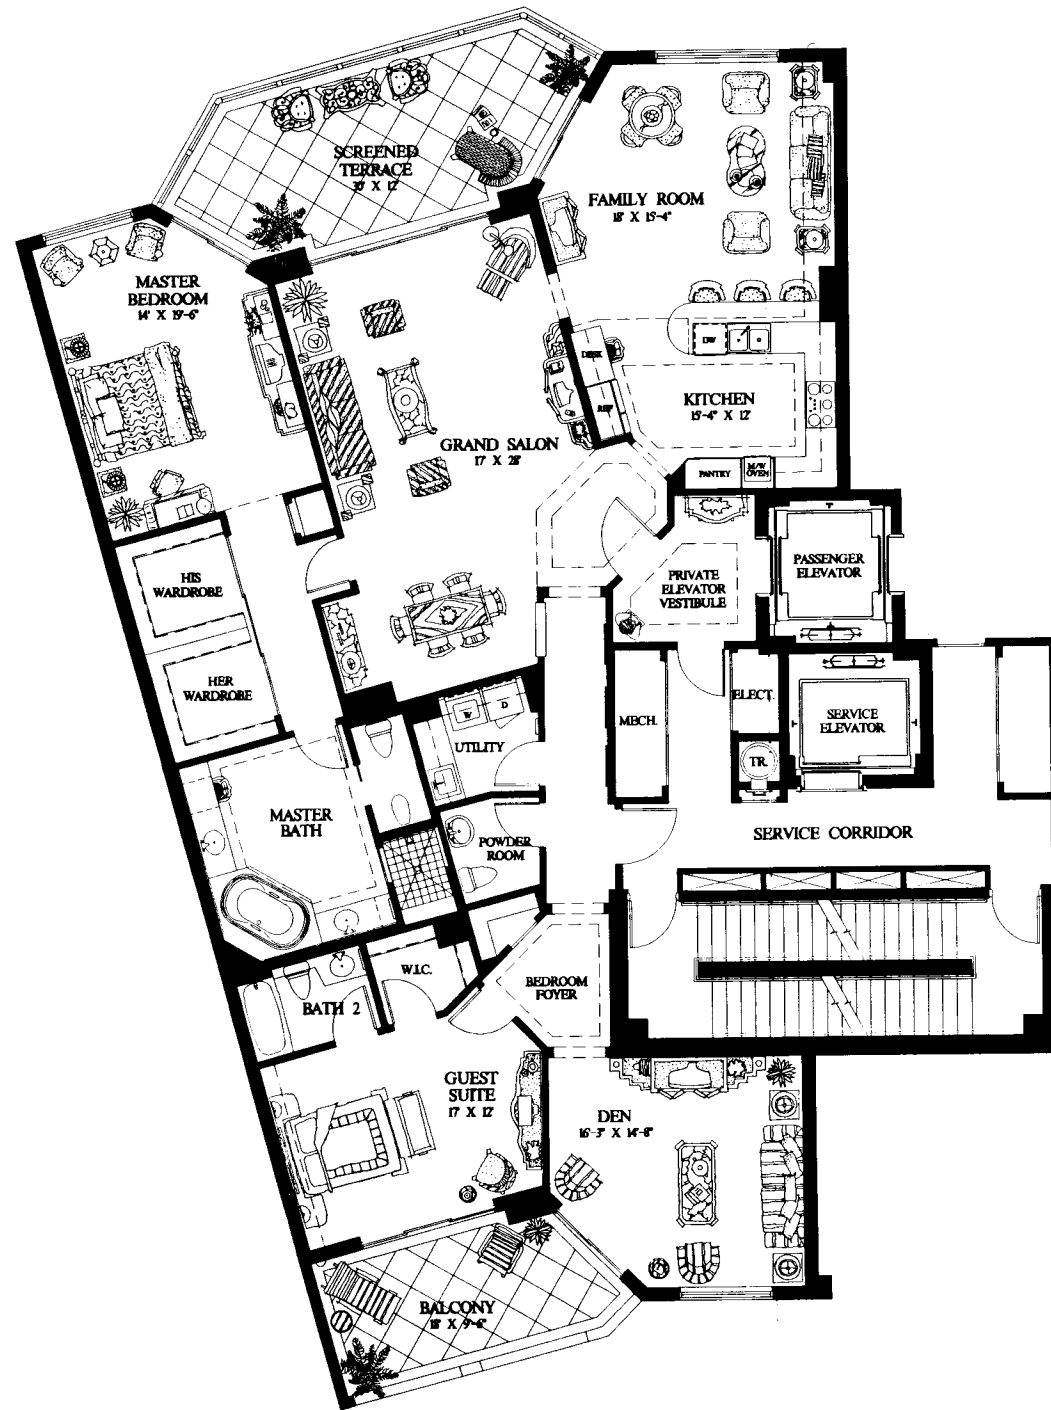 SCREENED
TERRACE
30' X 12'
FAMILY ROOM
18' X 15'-4"
MASTER
BEDROOM
14' X 19'-6"
DW
DESK
REF
KITCHEN
15'-4" X 12'
GRAND SALON
17' X 28'
PANTRY
M/W
OVEN
PASSENGER
ELEVATOR
PRIVATE
ELEVATOR
VESTIBULE
HIS
WARDROBE
HER
WARDROBE
W
D
UTILITY
MECH.
ELECT.
SERVICE
ELEVATOR
TR.
MASTER
BATH
POWDER
ROOM
SERVICE CORRIDOR
W.I.C.
BEDROOM
FOYER
BATH 2
GUEST
SUITE
17' X 12'
DEN
16'-3" X 14'-8"
BALCONY
18' X 9'-6"